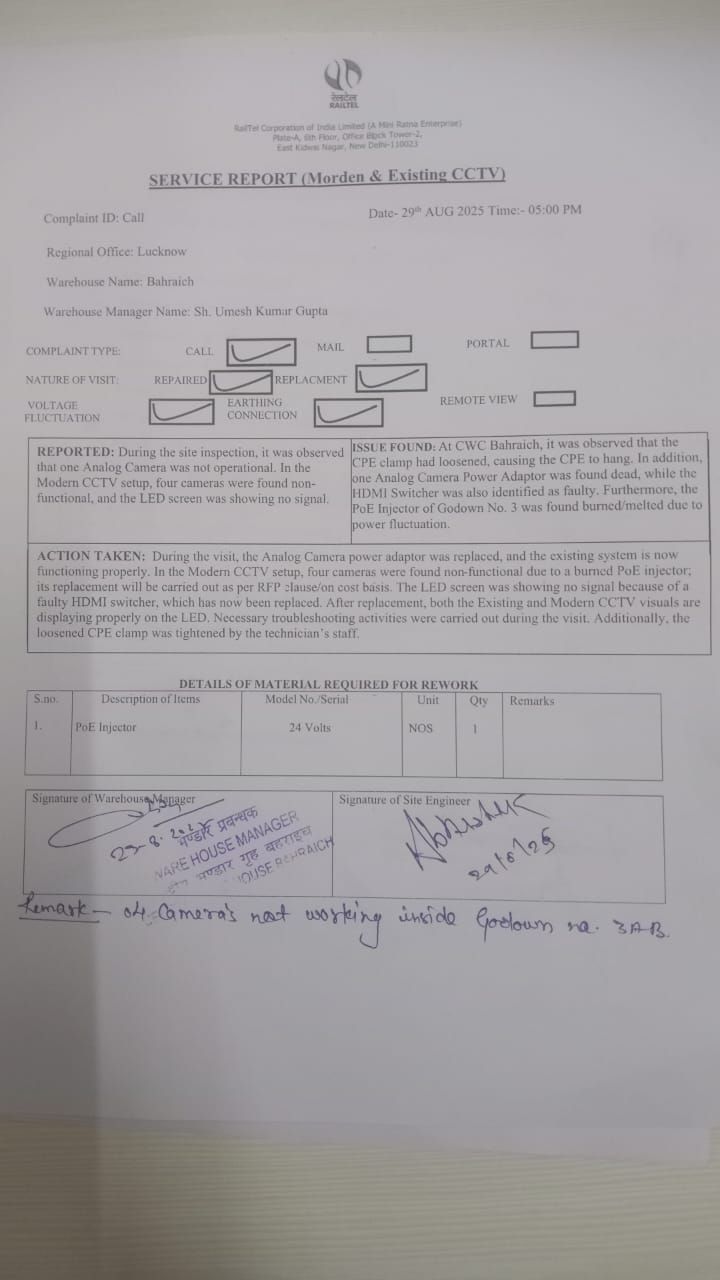 रेलटेल
RAILTEL
RailTel Corporation of India Limited (A Mini Ratna Enterprise)
Plate-A, 6th Floor, Office Block Tower-2,
East Kidwai Nagar, New Delhi-110023
SERVICE REPORT (Morden & Existing CCTV)
Complaint ID: Call
Date- 29th AUG 2025 Time:- 05:00 PM
Regional Office: Lucknow
Warehouse Name: Bahraich
Warehouse Manager Name: Sh. Umesh Kumar Gupta
COMPLAINT TYPE: CALL MAIL PORTAL
NATURE OF VISIT: REPAIRED REPLACMENT
VOLTAGE FLUCTUATION EARTHING CONNECTION REMOTE VIEW
REPORTED: During the site inspection, it was observed
that one Analog Camera was not operational. In the
Modern CCTV setup, four cameras were found non-
functional, and the LED screen was showing no signal.
ISSUE FOUND: At CWC Bahraich, it was observed that the
CPE clamp had loosened, causing the CPE to hang. In addition,
one Analog Camera Power Adaptor was found dead, while the
HDMI Switcher was also identified as faulty. Furthermore, the
PoE Injector of Godown No. 3 was found burned/melted due to
power fluctuation.
ACTION TAKEN: During the visit, the Analog Camera power adaptor was replaced, and the existing system is now
functioning properly. In the Modern CCTV setup, four cameras were found non-functional due to a burned PoE injector;
its replacement will be carried out as per RFP clause/on cost basis. The LED screen was showing no signal because of a
faulty HDMI switcher, which has now been replaced. After replacement, both the Existing and Modern CCTV visuals are
displaying properly on the LED. Necessary troubleshooting activities were carried out during the visit. Additionally, the
loosened CPE clamp was tightened by the technician's staff.
DETAILS OF MATERIAL REQUIRED FOR REWORK
S.no. Description of Items Model No./Serial Unit Qty Remarks
1. PoE Injector 24 Volts NOS 1
Signature of Warehouse Manager
भण्डार प्रबन्धक
WARE HOUSE MANAGER
भण्डार गृह बहराइच
HOUSE BAHRAICH
Signature of Site Engineer
Abhishek
29/8/25
Remark - 04 Camera's not working inside Godown no. 3AB.